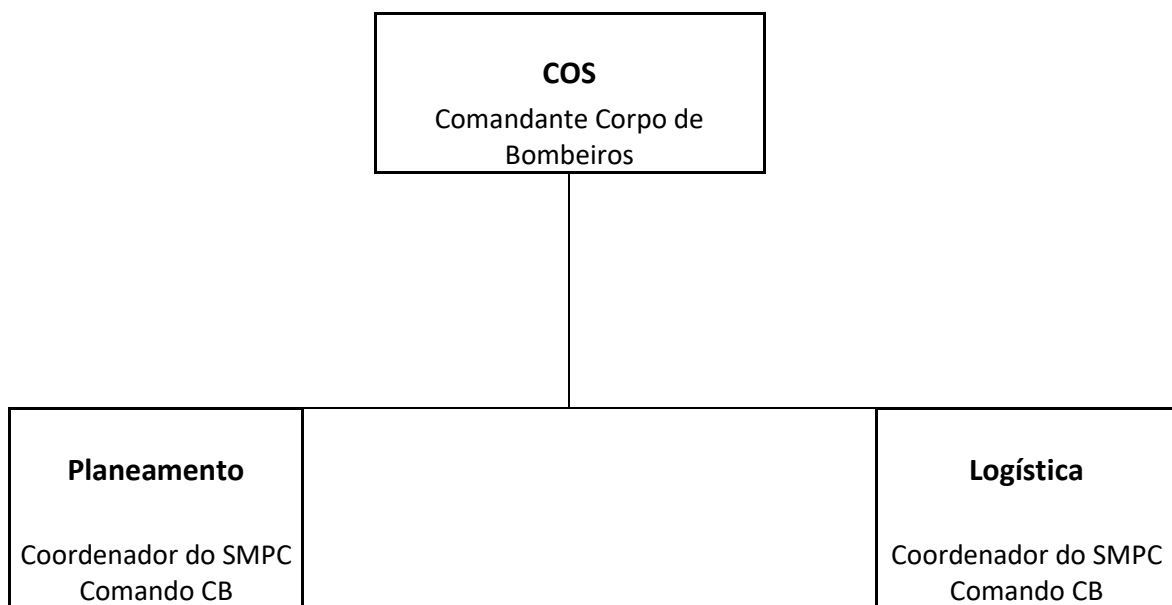 COS
Comandante Corpo de
Bombeiros
Planeamento
Coordenador do SMPC
Comando CB
Logística
Coordenador do SMPC
Comando CB